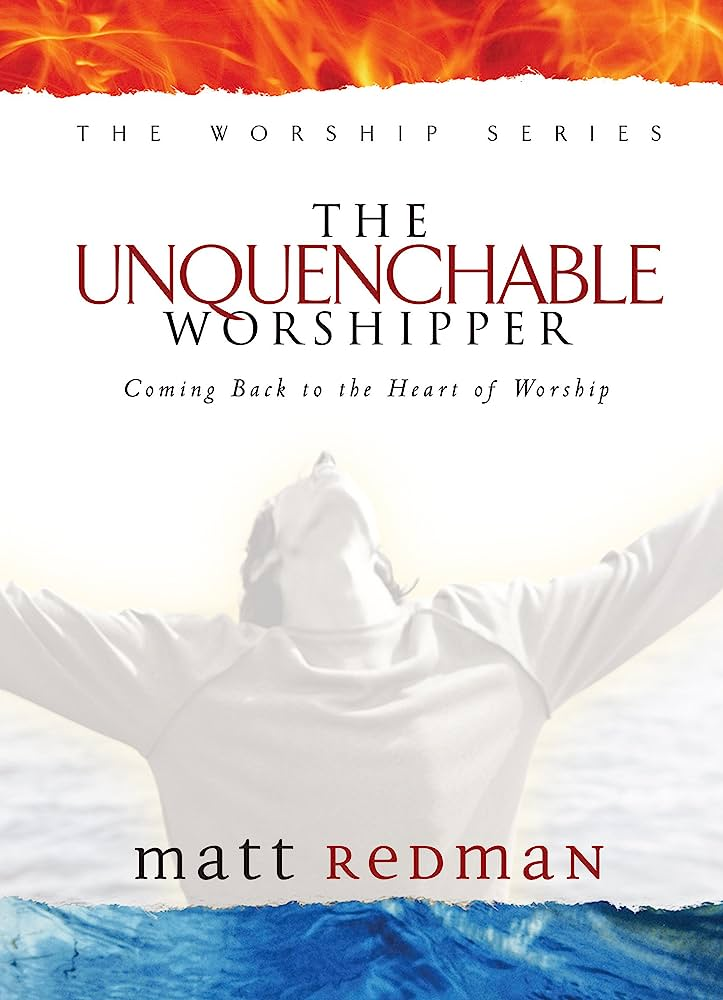 THE WORSHIP SERIES
THE
UNQUENCHABLE
WORSHIPPER
Coming Back to the Heart of Worship
matt REDMAN